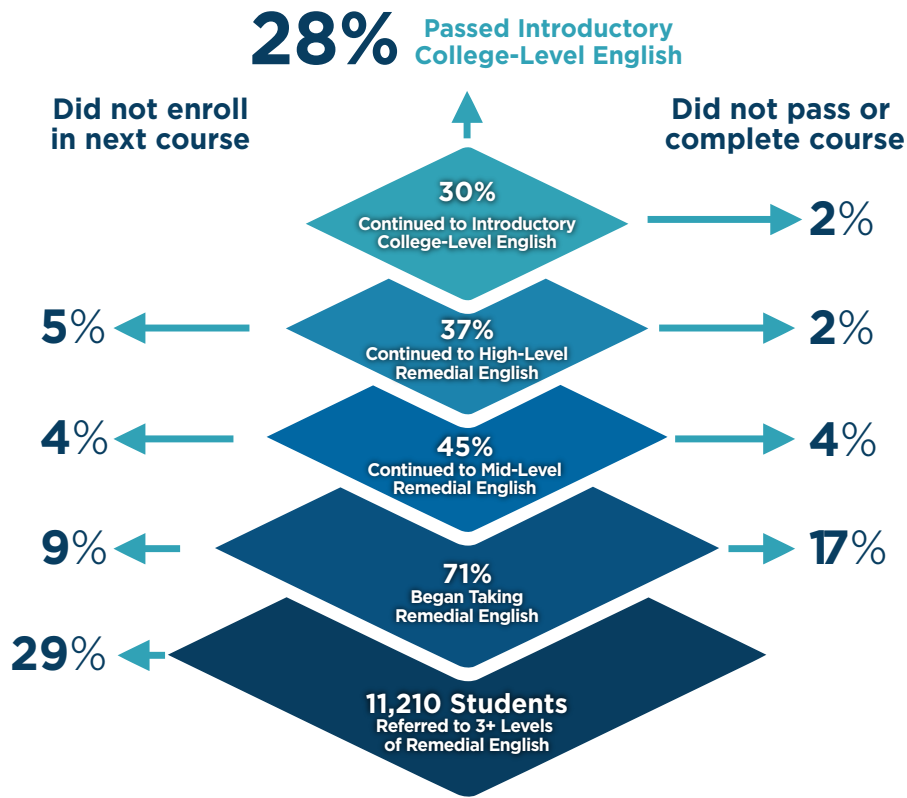 28% Passed Introductory
College-Level English
Did not enroll
in next course
Did not pass or
complete course
30%
Continued to Introductory
College-Level English
2%
5%
37%
Continued to High-Level
Remedial English
2%
4%
45%
Continued to Mid-Level
Remedial English
4%
9%
71%
Began Taking
Remedial English
17%
29%
11,210 Students
Referred to 3+ Levels
of Remedial English